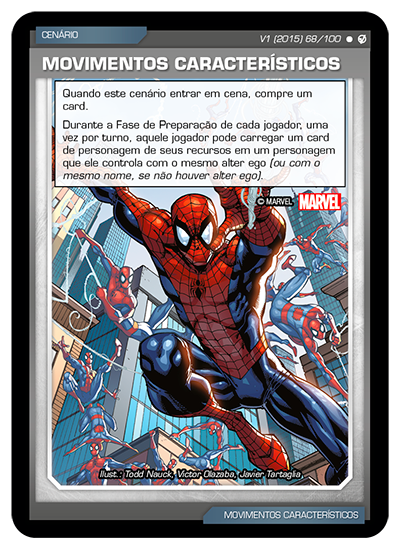 CENÁRIO
V1 (2015) 68/100
MOVIMENTOS CARACTERÍSTICOS
Quando este cenário entrar em cena, compre um
card.
Durante a Fase de Preparação de cada jogador, uma
vez por turno, aquele jogador pode carregar um card
de personagem de seus recursos em um personagem
que ele controla com o mesmo alter ego (ou com o
mesmo nome, se não houver alter ego).
© MARVEL MARVEL
Ilust.: Todd Nauck, Victor Olazaba, Javier Tartaglia
MOVIMENTOS CARACTERÍSTICOS